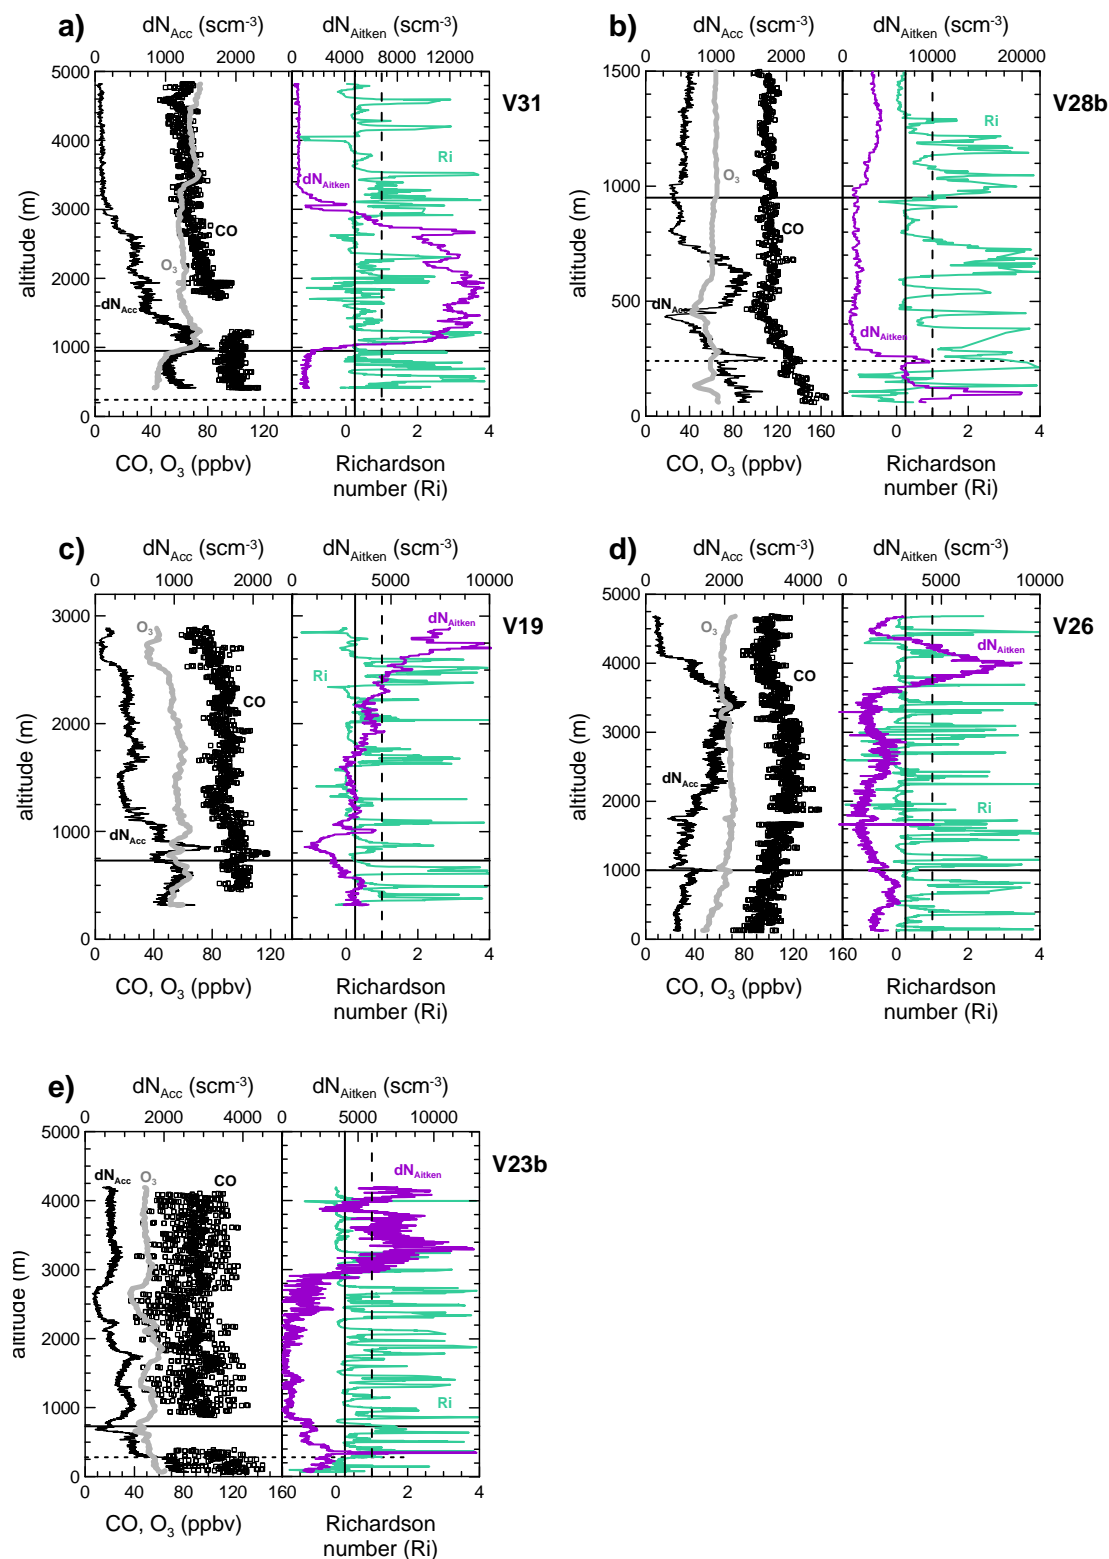 a)
dN_Acc (scm⁻³) dN_Aitken (scm⁻³)
0 1000 2000 0 4000 8000 12000
V31
altitude (m)
5000
4000
3000
2000
1000
0
Ri
dN_Aitken
CO
O₃
dN_Acc
0 40 80 120 0 2 4
CO, O₃ (ppbv) Richardson
number (Ri)
b)
dN_Acc (scm⁻³) dN_Aitken (scm⁻³)
0 1000 2000 0 10000 20000
V28b
altitude (m)
1500
1000
500
0
Ri
O₃
CO
dN_Acc
dN_Aitken
0 40 80 120 160 0 2 4
CO, O₃ (ppbv) Richardson
number (Ri)
c)
dN_Acc (scm⁻³) dN_Aitken (scm⁻³)
0 1000 2000 0 5000 10000
V19
altitude (m)
3000
2000
1000
0
O₃
dN_Aitken
Ri
CO
dN_Acc
0 40 80 120 0 2 4
CO, O₃ (ppbv) Richardson
number (Ri)
d)
dN_Acc (scm⁻³) dN_Aitken (scm⁻³)
0 2000 4000 0 5000 10000
V26
altitude (m)
5000
4000
3000
2000
1000
0
O₃
dN_Aitken
CO
dN_Acc
Ri
0 40 80 120 160 0 2 4
CO, O₃ (ppbv) Richardson
number (Ri)
e)
dN_Acc (scm⁻³) dN_Aitken (scm⁻³)
0 2000 4000 0 5000 10000
V23b
altitude (m)
5000
4000
3000
2000
1000
0
dN_Acc O₃ CO
dN_Aitken
Ri
0 40 80 120 160 0 2 4
CO, O₃ (ppbv) Richardson
number (Ri)